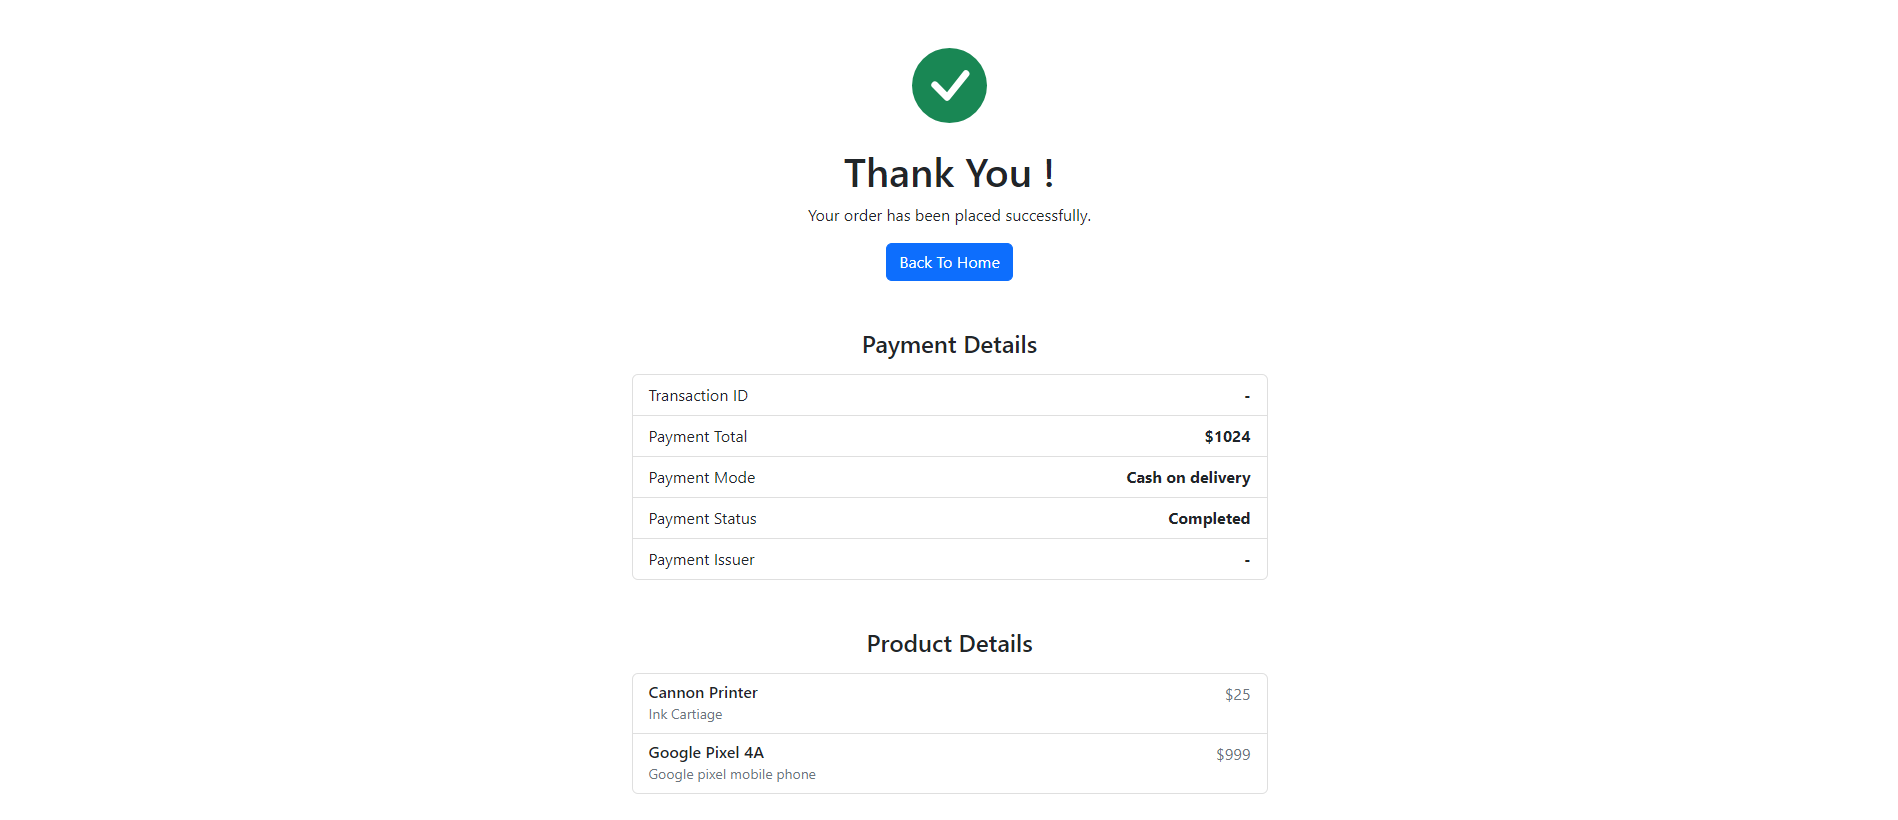 Thank You !
Your order has been placed successfully.
Back To Home
Payment Details
Transaction ID -
Payment Total $1024
Payment Mode Cash on delivery
Payment Status Completed
Payment Issuer -
Product Details
Cannon Printer $25
Ink Cartiage
Google Pixel 4A $999
Google pixel mobile phone